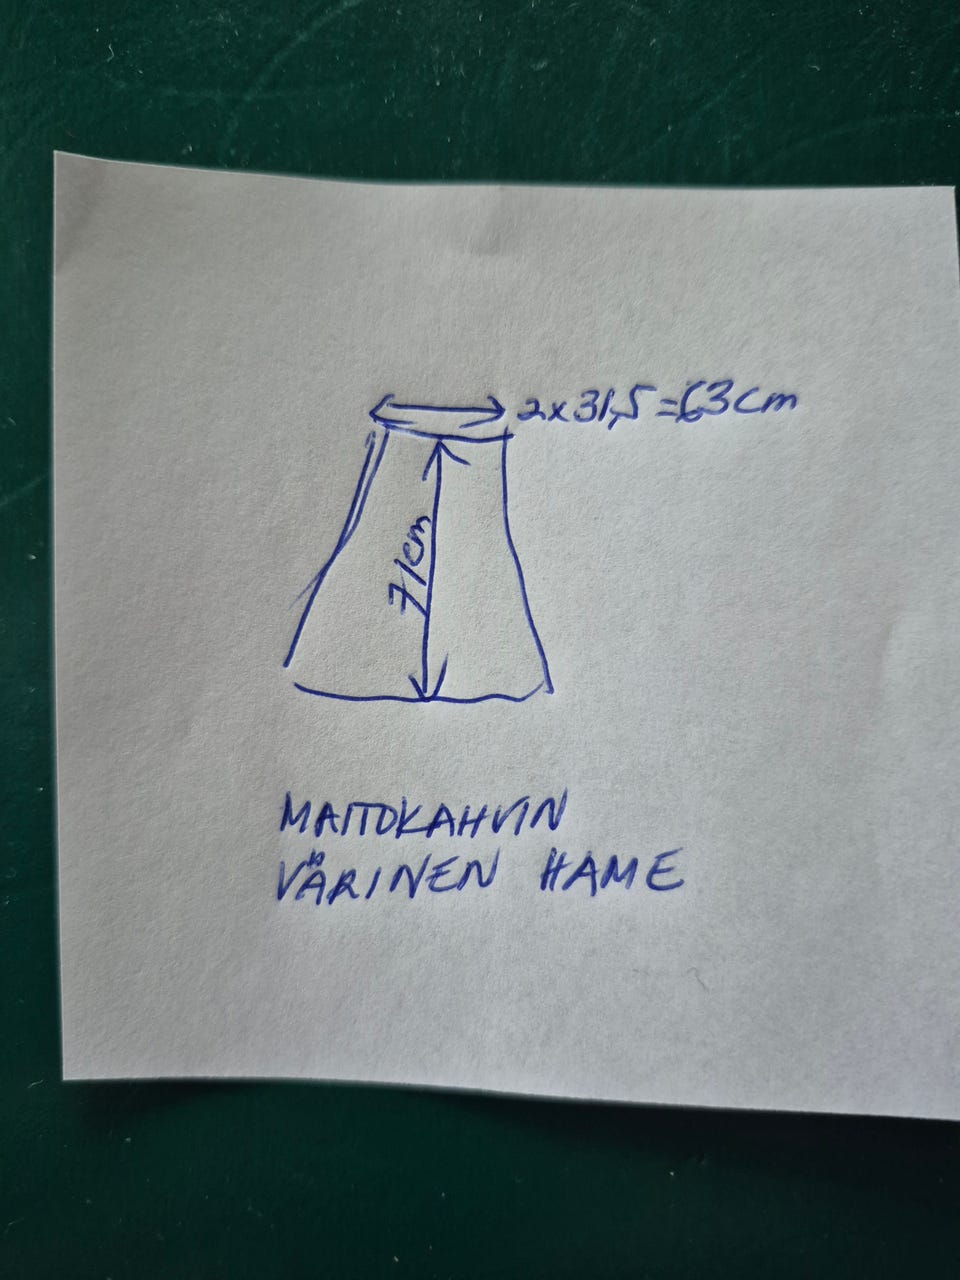 2x31,5=63cm
71cm
MAITOKAHVIN
VÄRINEN HAME